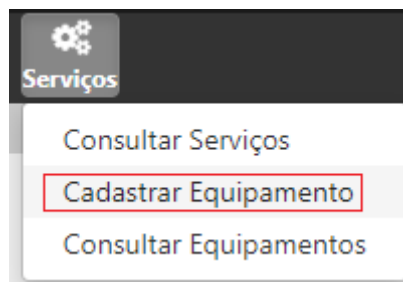 Serviços
Consultar Serviços
Cadastrar Equipamento
Consultar Equipamentos